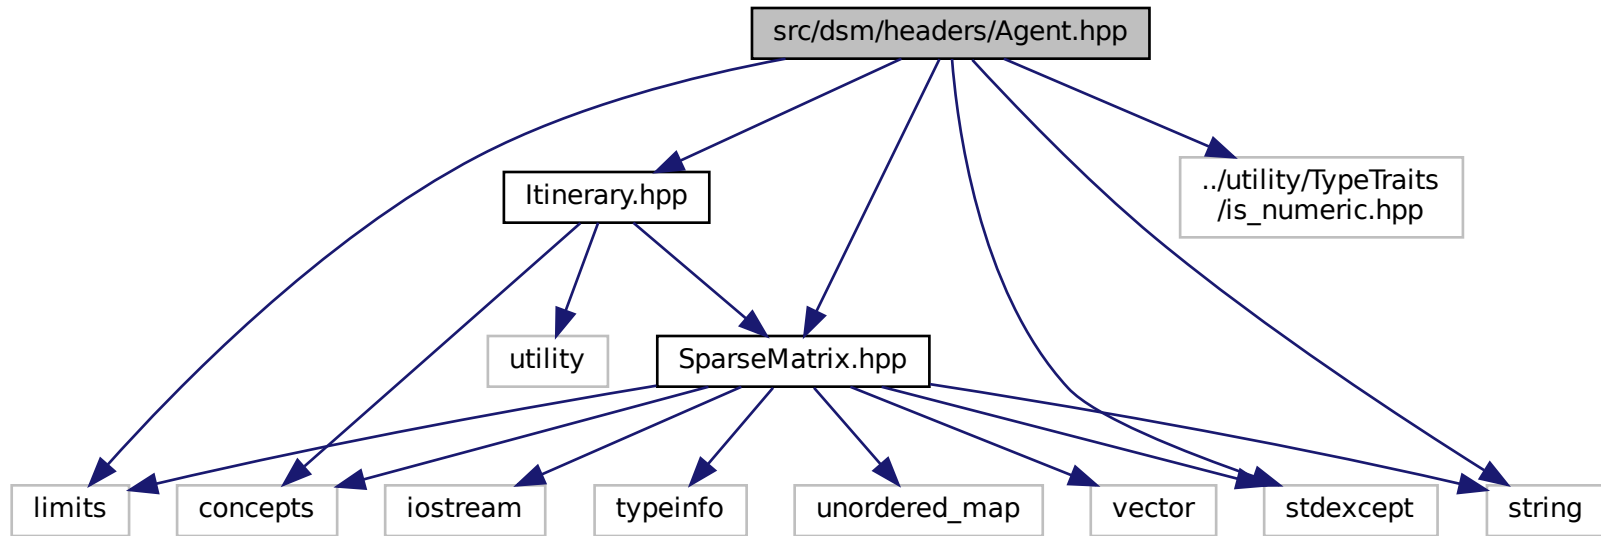 src/dsm/headers/Agent.hpp
../utility/TypeTraits
/is_numeric.hpp
Itinerary.hpp
utility
SparseMatrix.hpp
limits
concepts
iostream
typeinfo
unordered_map
vector
stdexcept
string